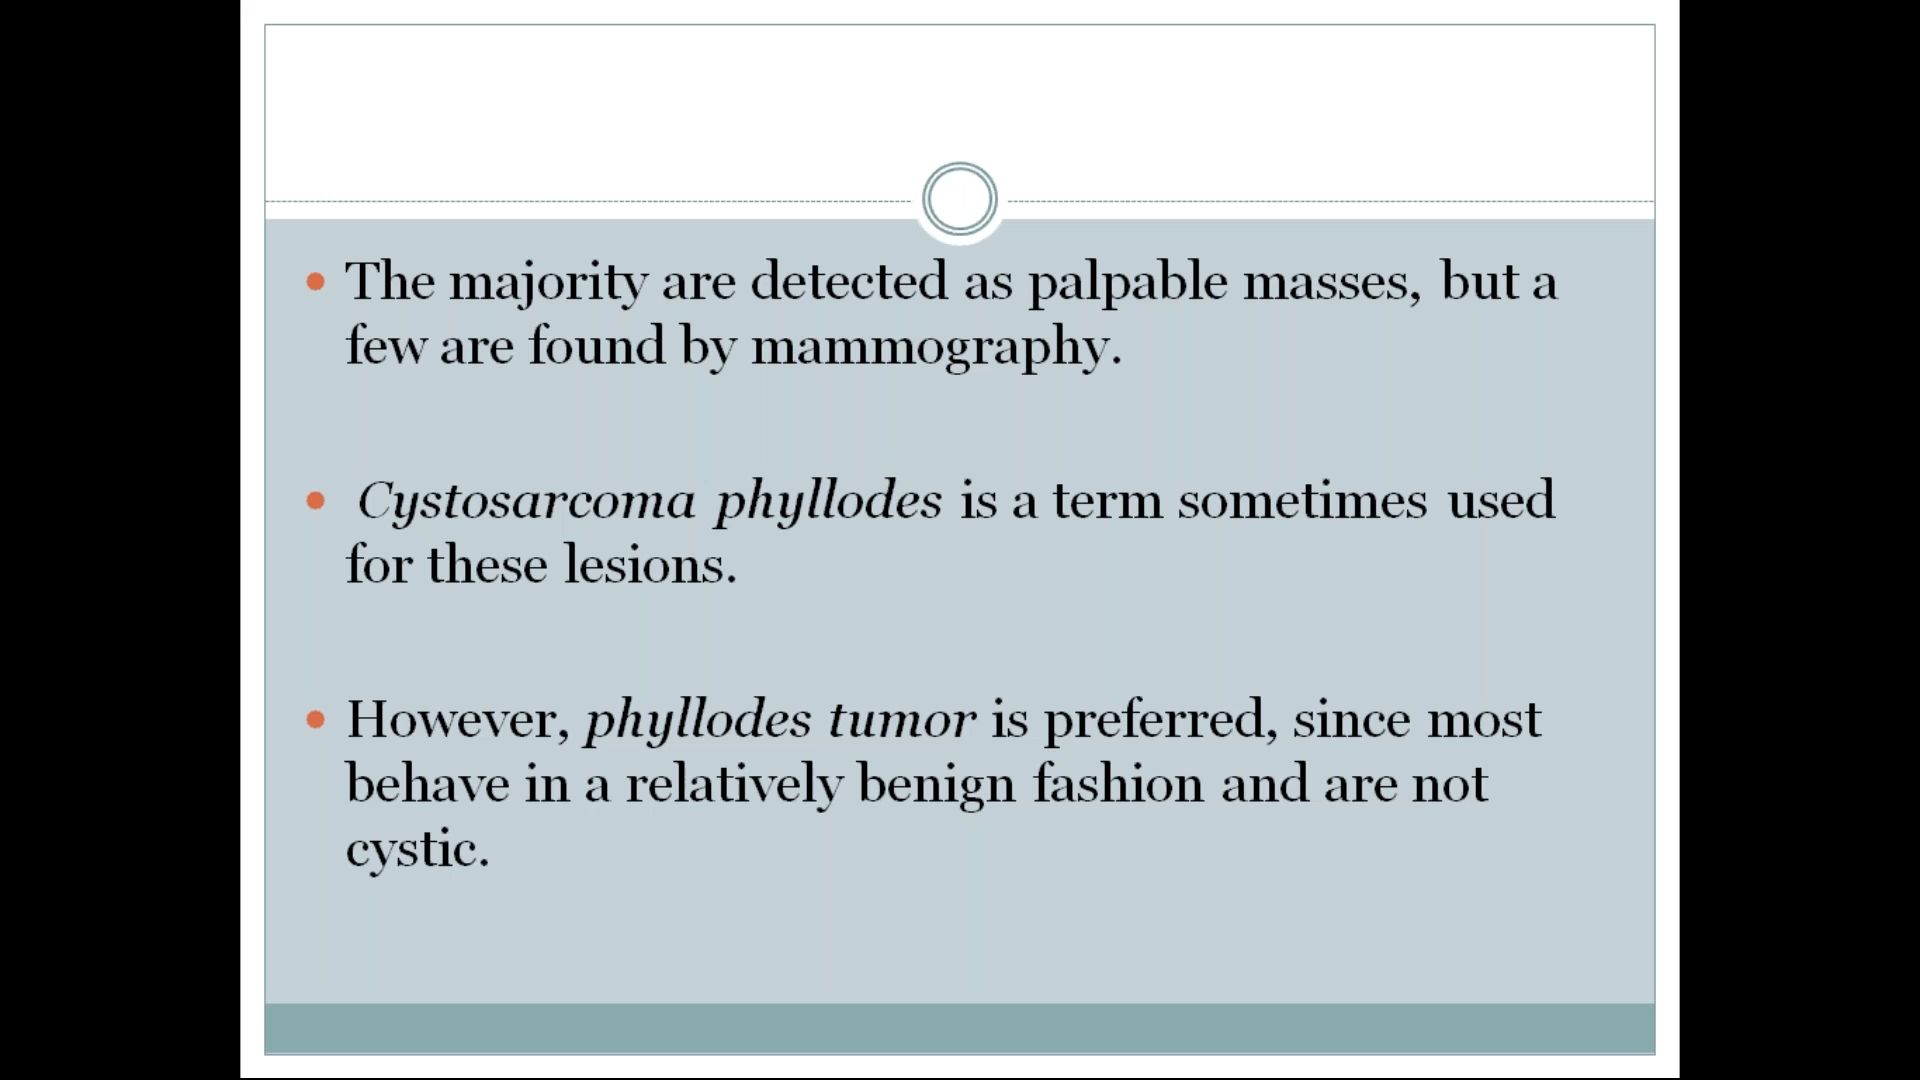 The majority are detected as palpable masses, but a
few are found by mammography.
Cystosarcoma phyllodes is a term sometimes used
for these lesions.
However, phyllodes tumor is preferred, since most
behave in a relatively benign fashion and are not
cystic.